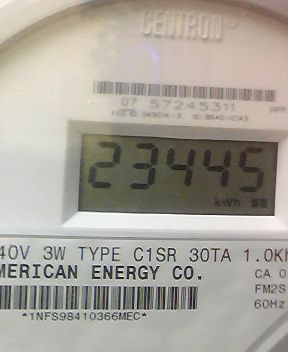 CENTRON®
07 57245311
23445
kWh
40V 3W TYPE C1SR 30TA 1.0Kh
MERICAN ENERGY CO.
CA 0
FM2S
60Hz
*1NFS98410366MEC*